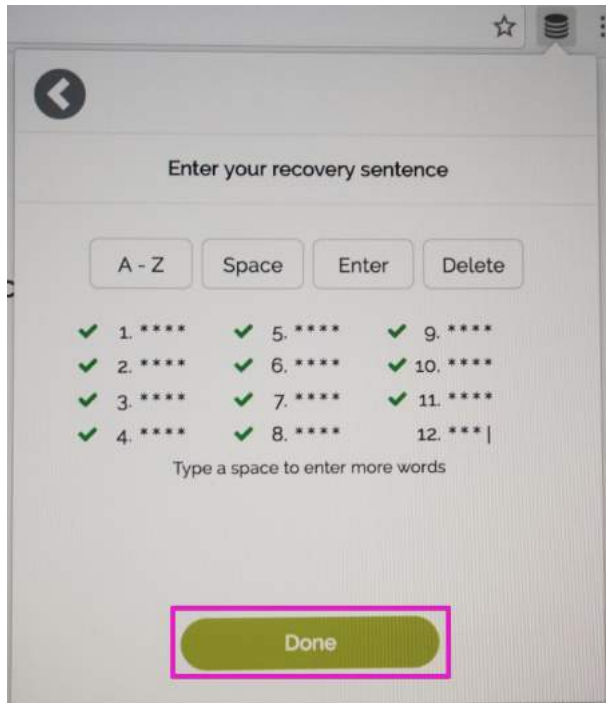 Enter your recovery sentence
A - Z Space Enter Delete
1. **** 5. **** 9. ****
2. **** 6. **** 10. ****
3. **** 7. **** 11. ****
4. **** 8. **** 12. ***|
Type a space to enter more words
Done